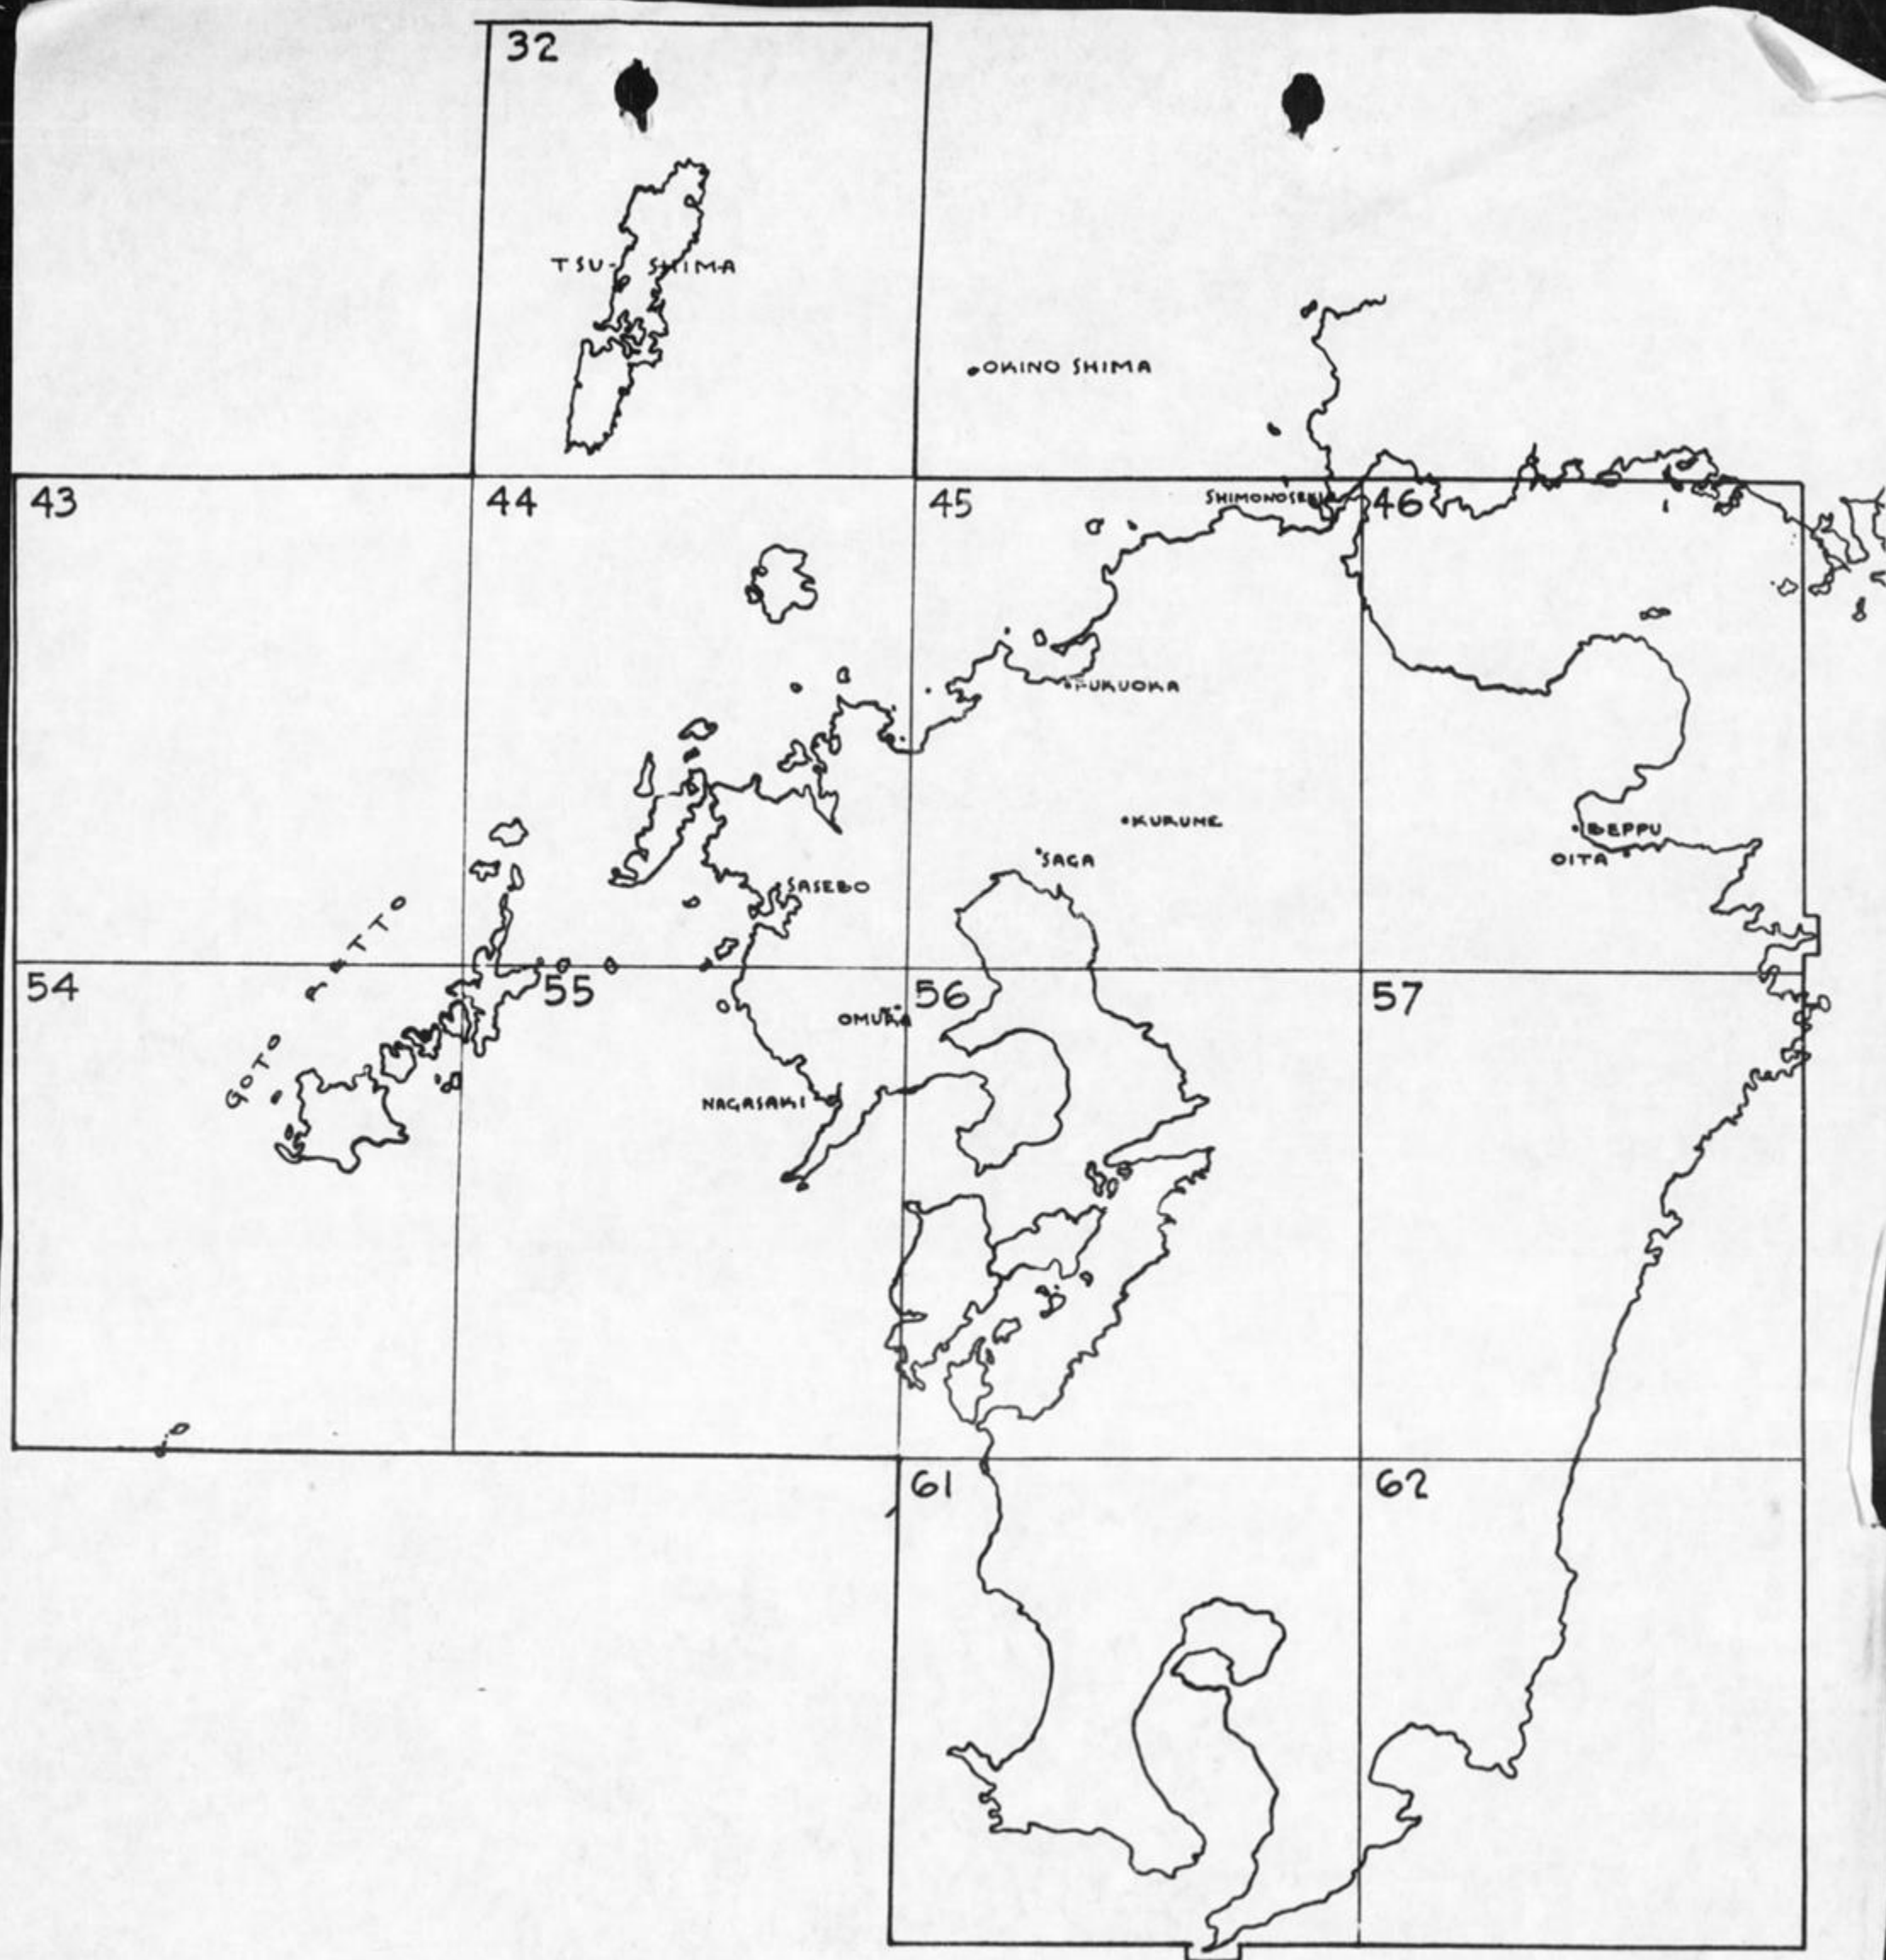 32
TSU-SHIMA
OKINO SHIMA
43
44
45
SHIMONOSEKI
46
FUKUOKA
KURUME
BEPPU
SAGA
OITA
SASEBO
GOTO RETTO
54
55
56
57
OMURA
NAGASAKI
61
62